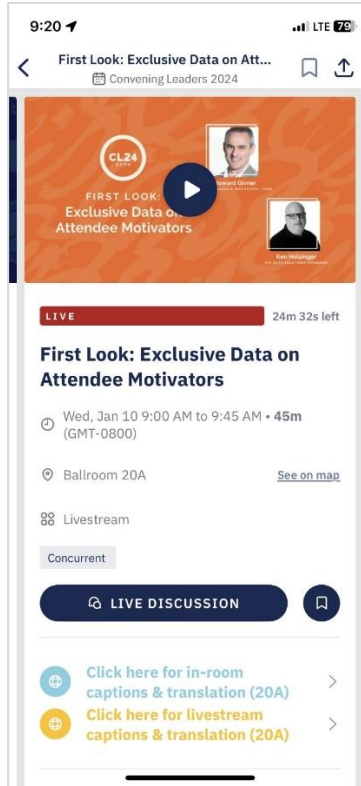 9:20
LTE 79
First Look: Exclusive Data on Att...
Convening Leaders 2024
CL24
FIRST LOOK:
Exclusive Data o
Attendee Motivators
Howard Givner
Ken Holsinger
LIVE
24m 32s left
First Look: Exclusive Data on
Attendee Motivators
Wed, Jan 10 9:00 AM to 9:45 AM • 45m
(GMT-0800)
Ballroom 20A
See on map
Livestream
Concurrent
LIVE DISCUSSION
Click here for in-room
captions & translation (20A)
Click here for livestream
captions & translation (20A)